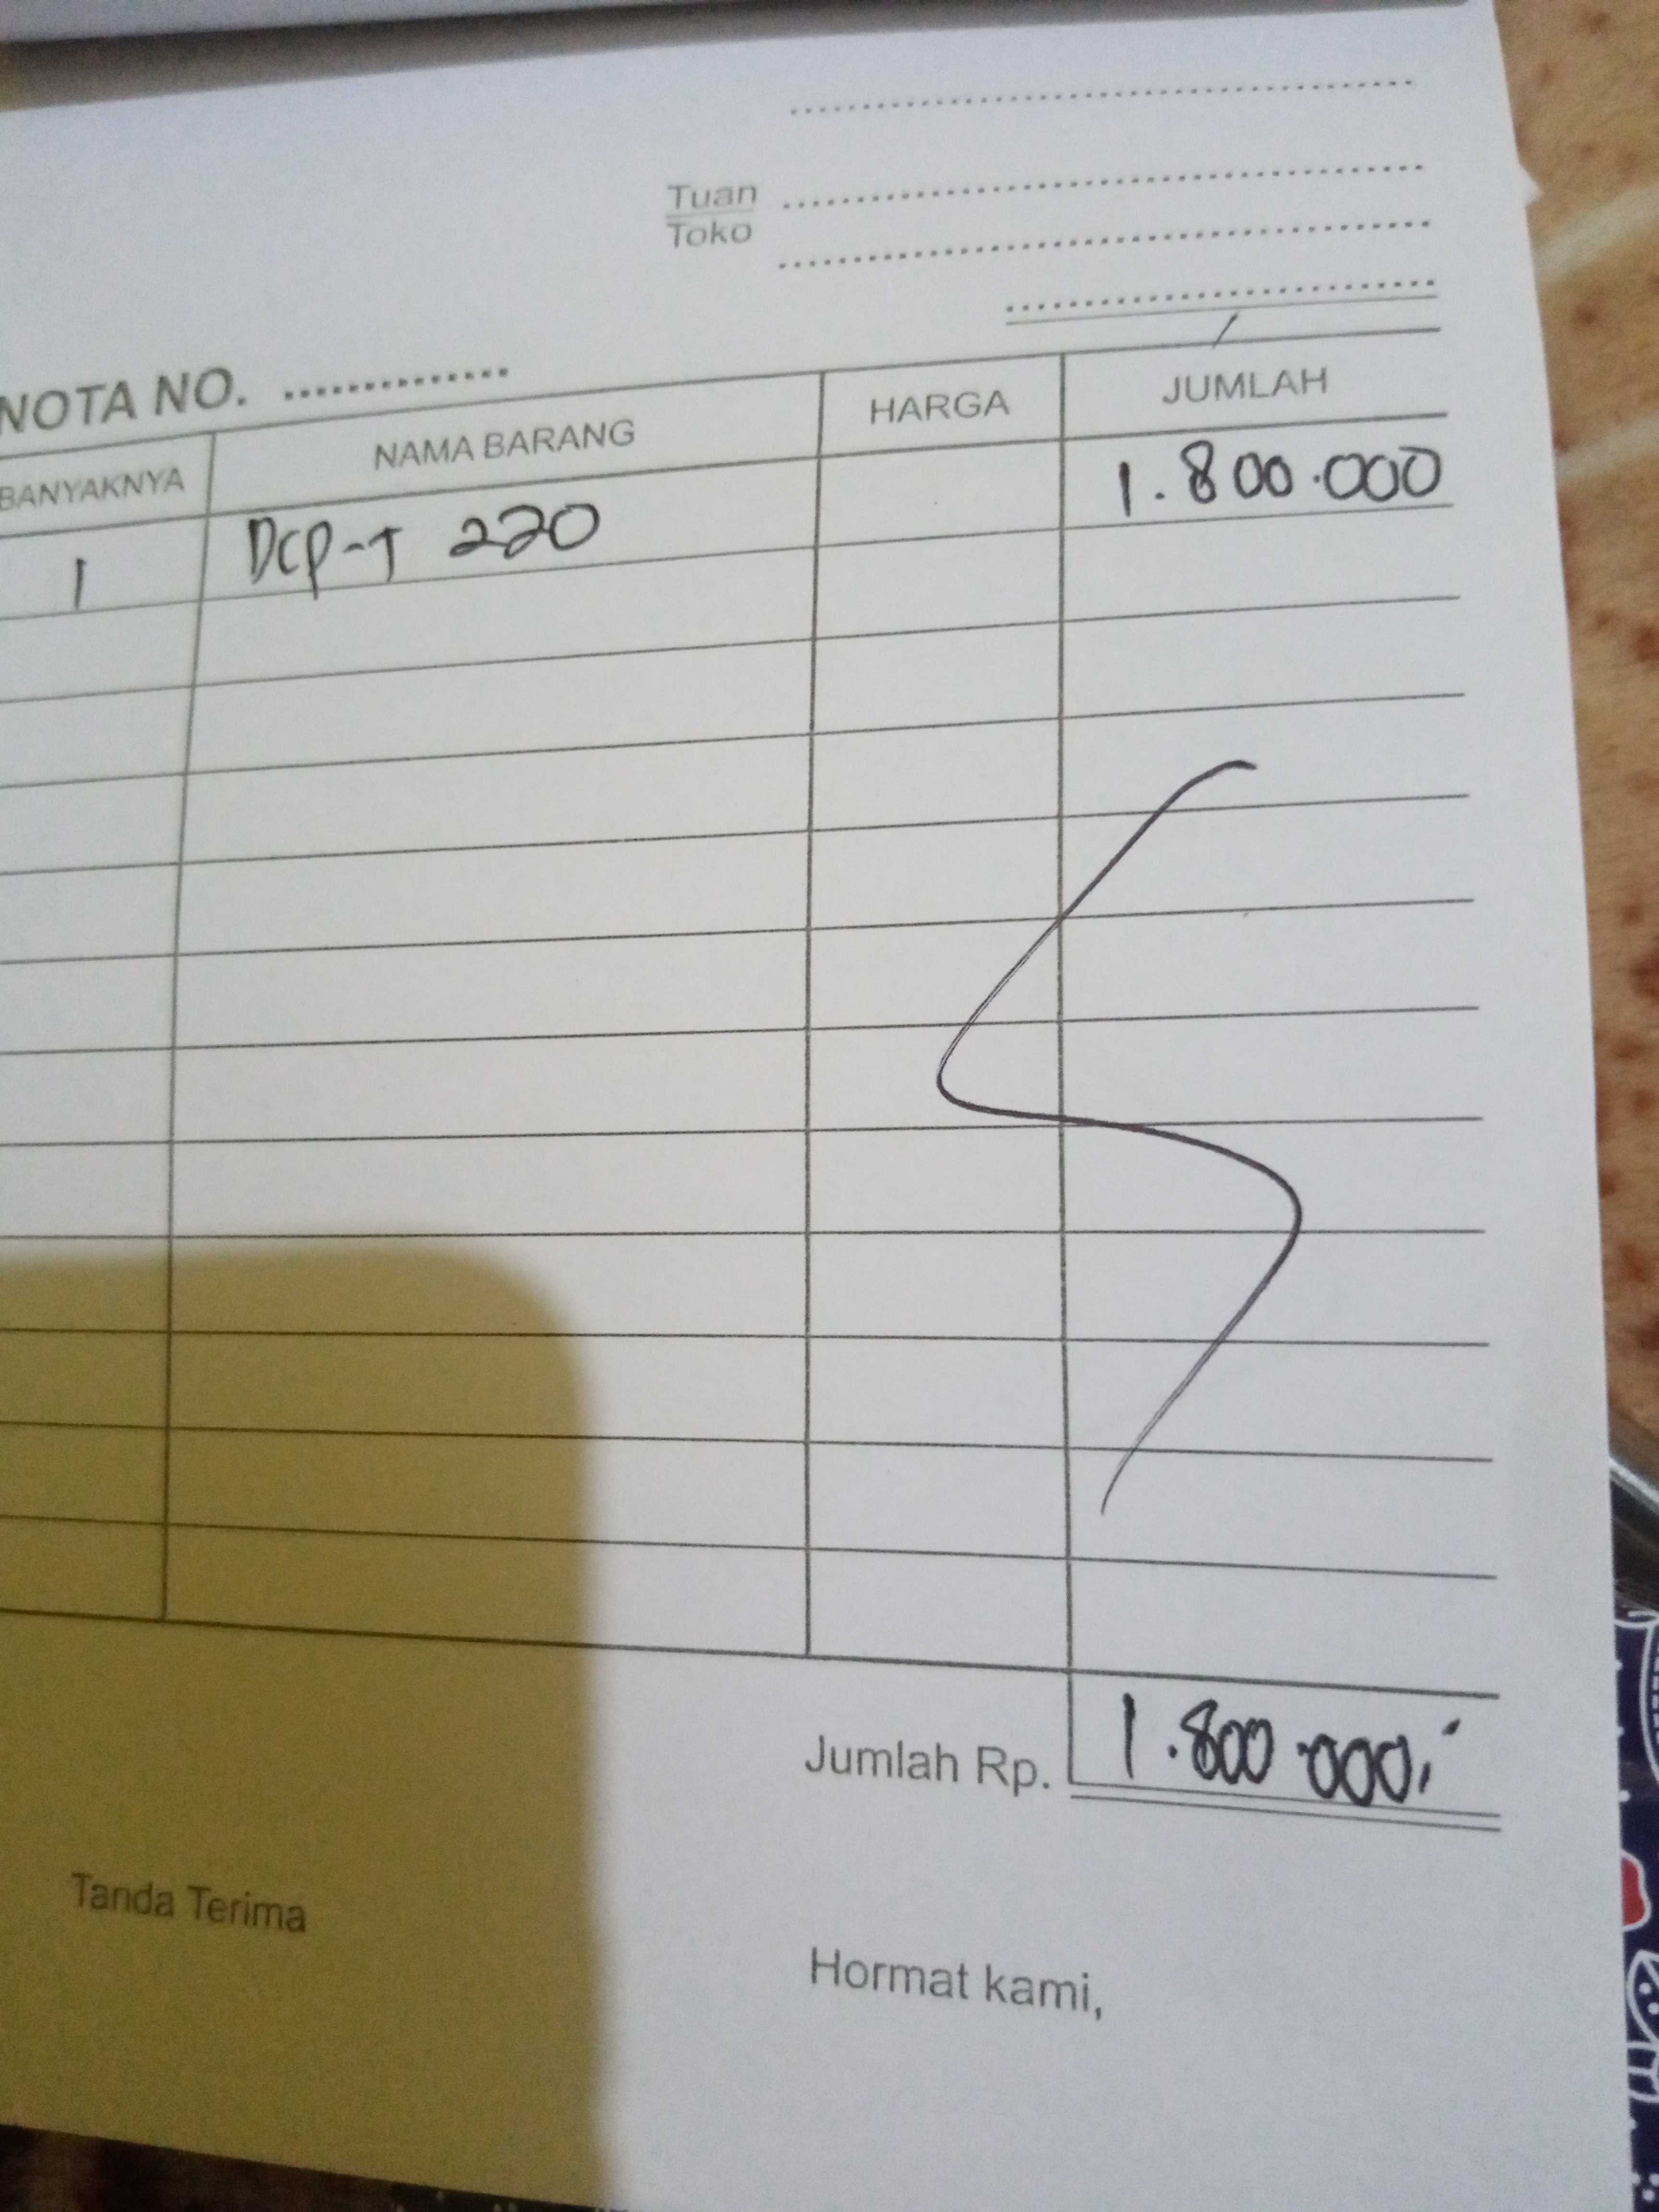 Tuan
Toko
NOTA NO. ..............
BANYAKNYA NAMA BARANG HARGA JUMLAH
1 DCP-T 220 1.800.000
Jumlah Rp. 1.800.000,-
Tanda Terima
Hormat kami,